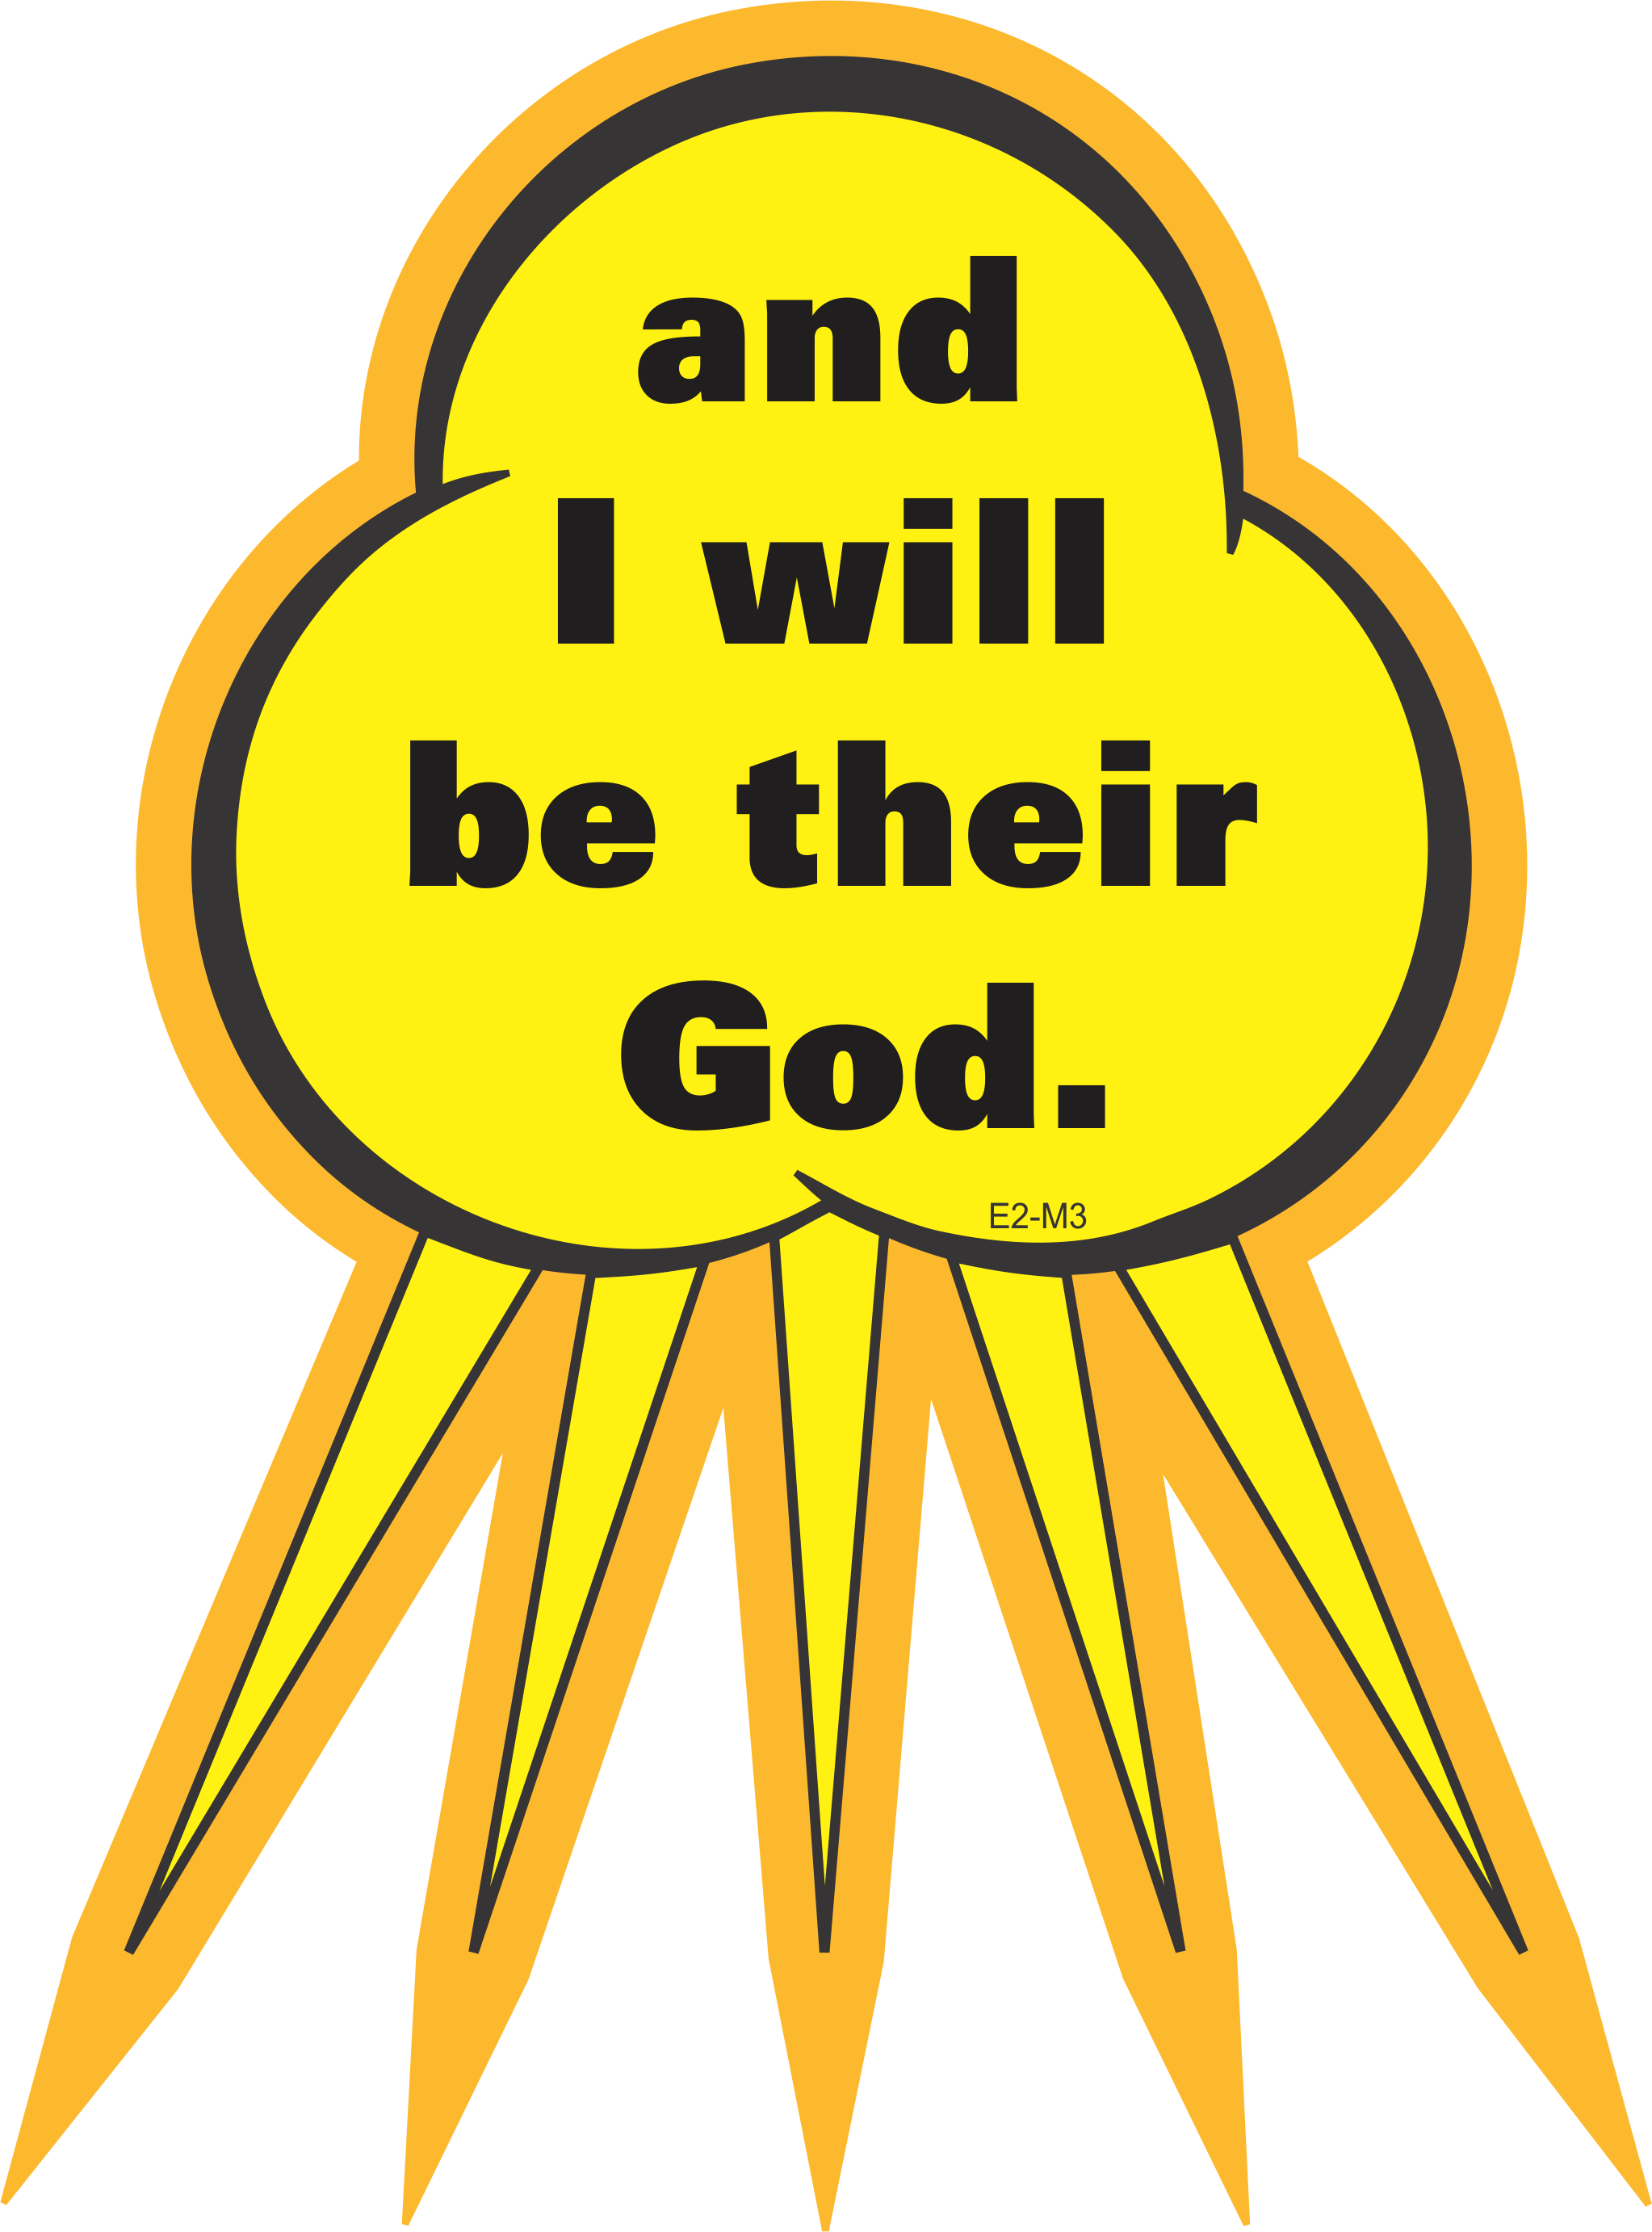 and
I will
be their
God.
E2-M3